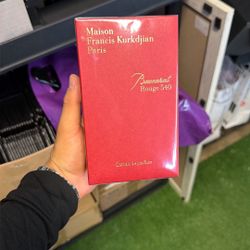 Maison
Francis Kurkdjian
Paris
Baccarat
Rouge 540